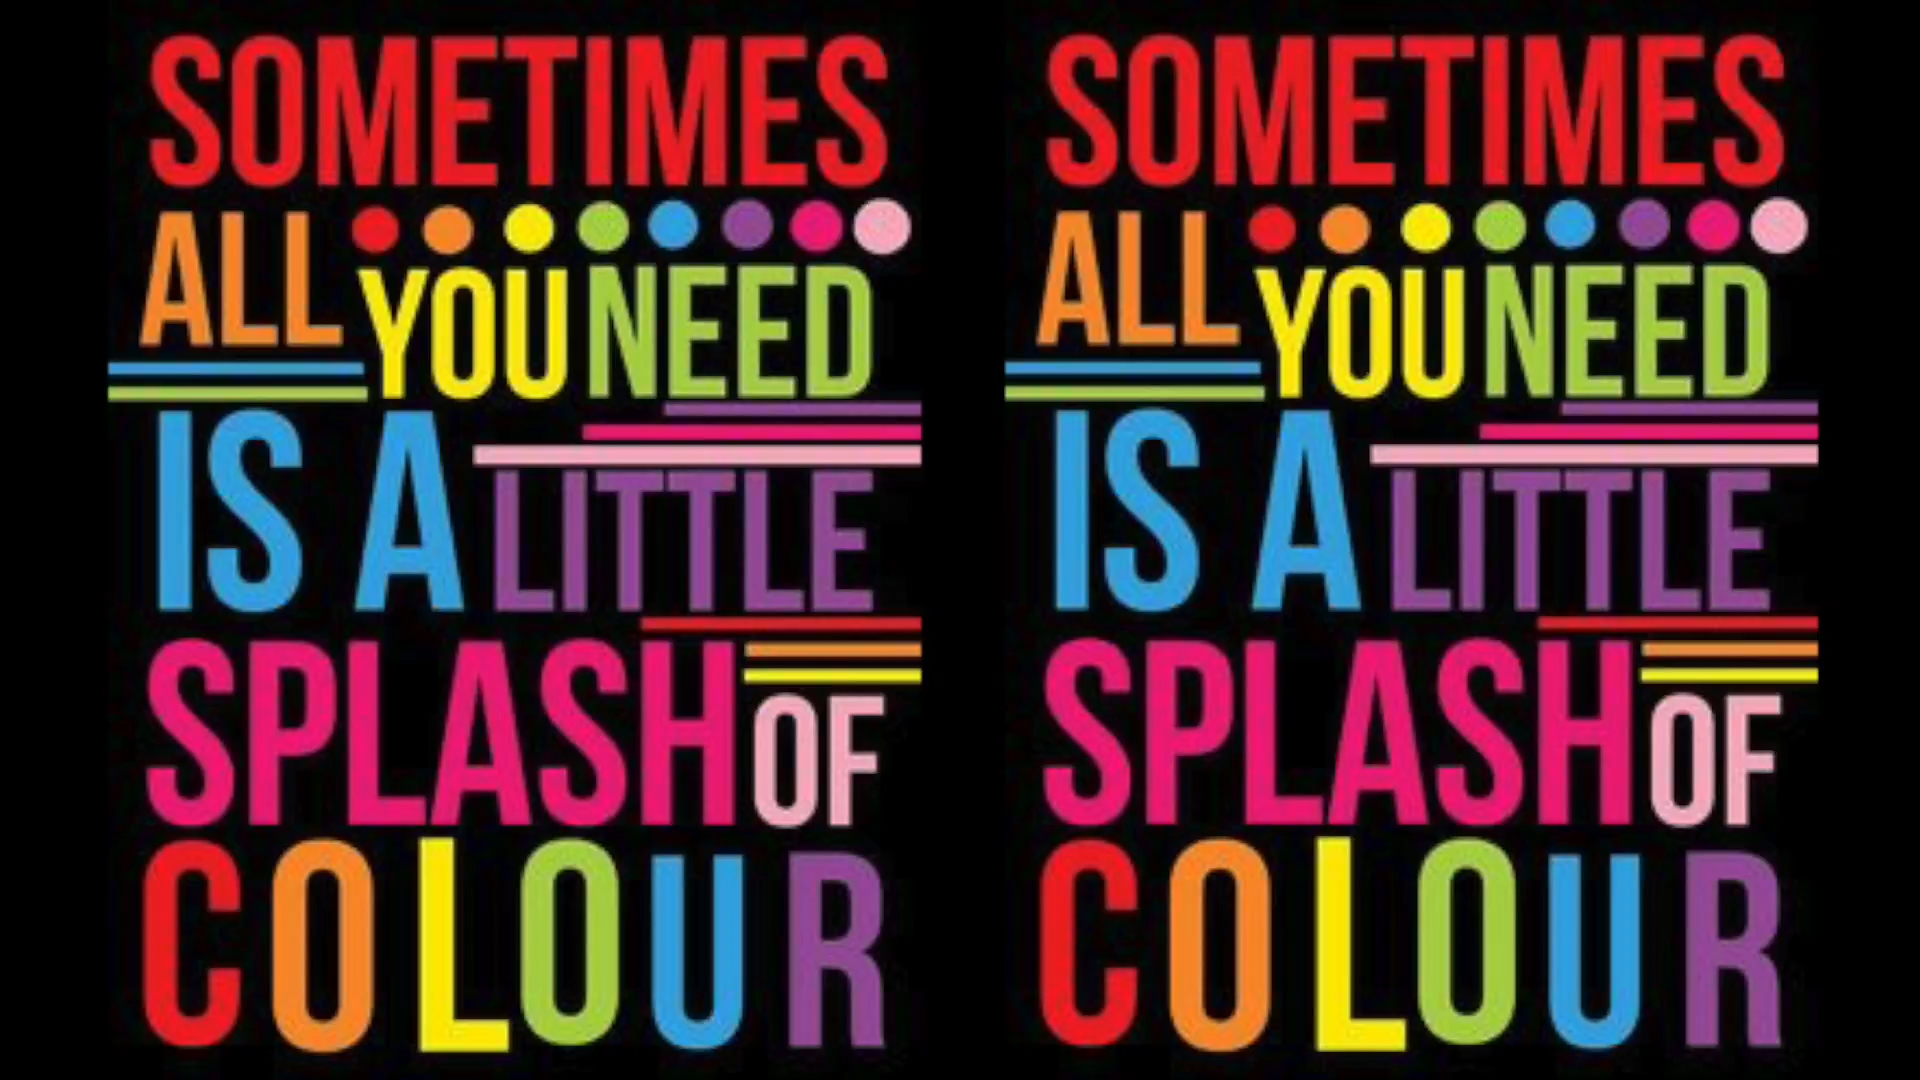 SOMETIMES
ALL YOU NEED
IS A LITTLE
SPLASH OF
COLOUR
SOMETIMES
ALL YOU NEED
IS A LITTLE
SPLASH OF
COLOUR